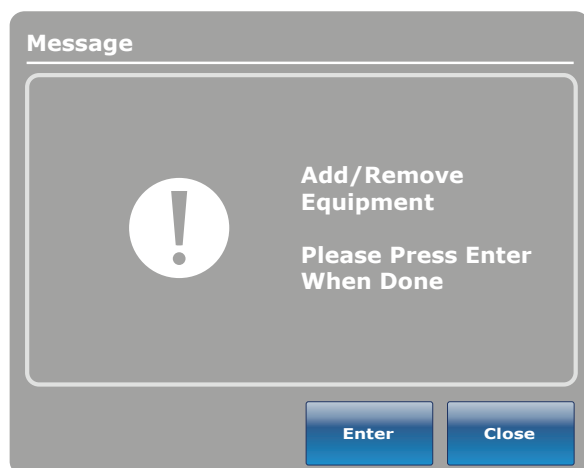 Message
Add/Remove
Equipment
Please Press Enter
When Done
Enter
Close